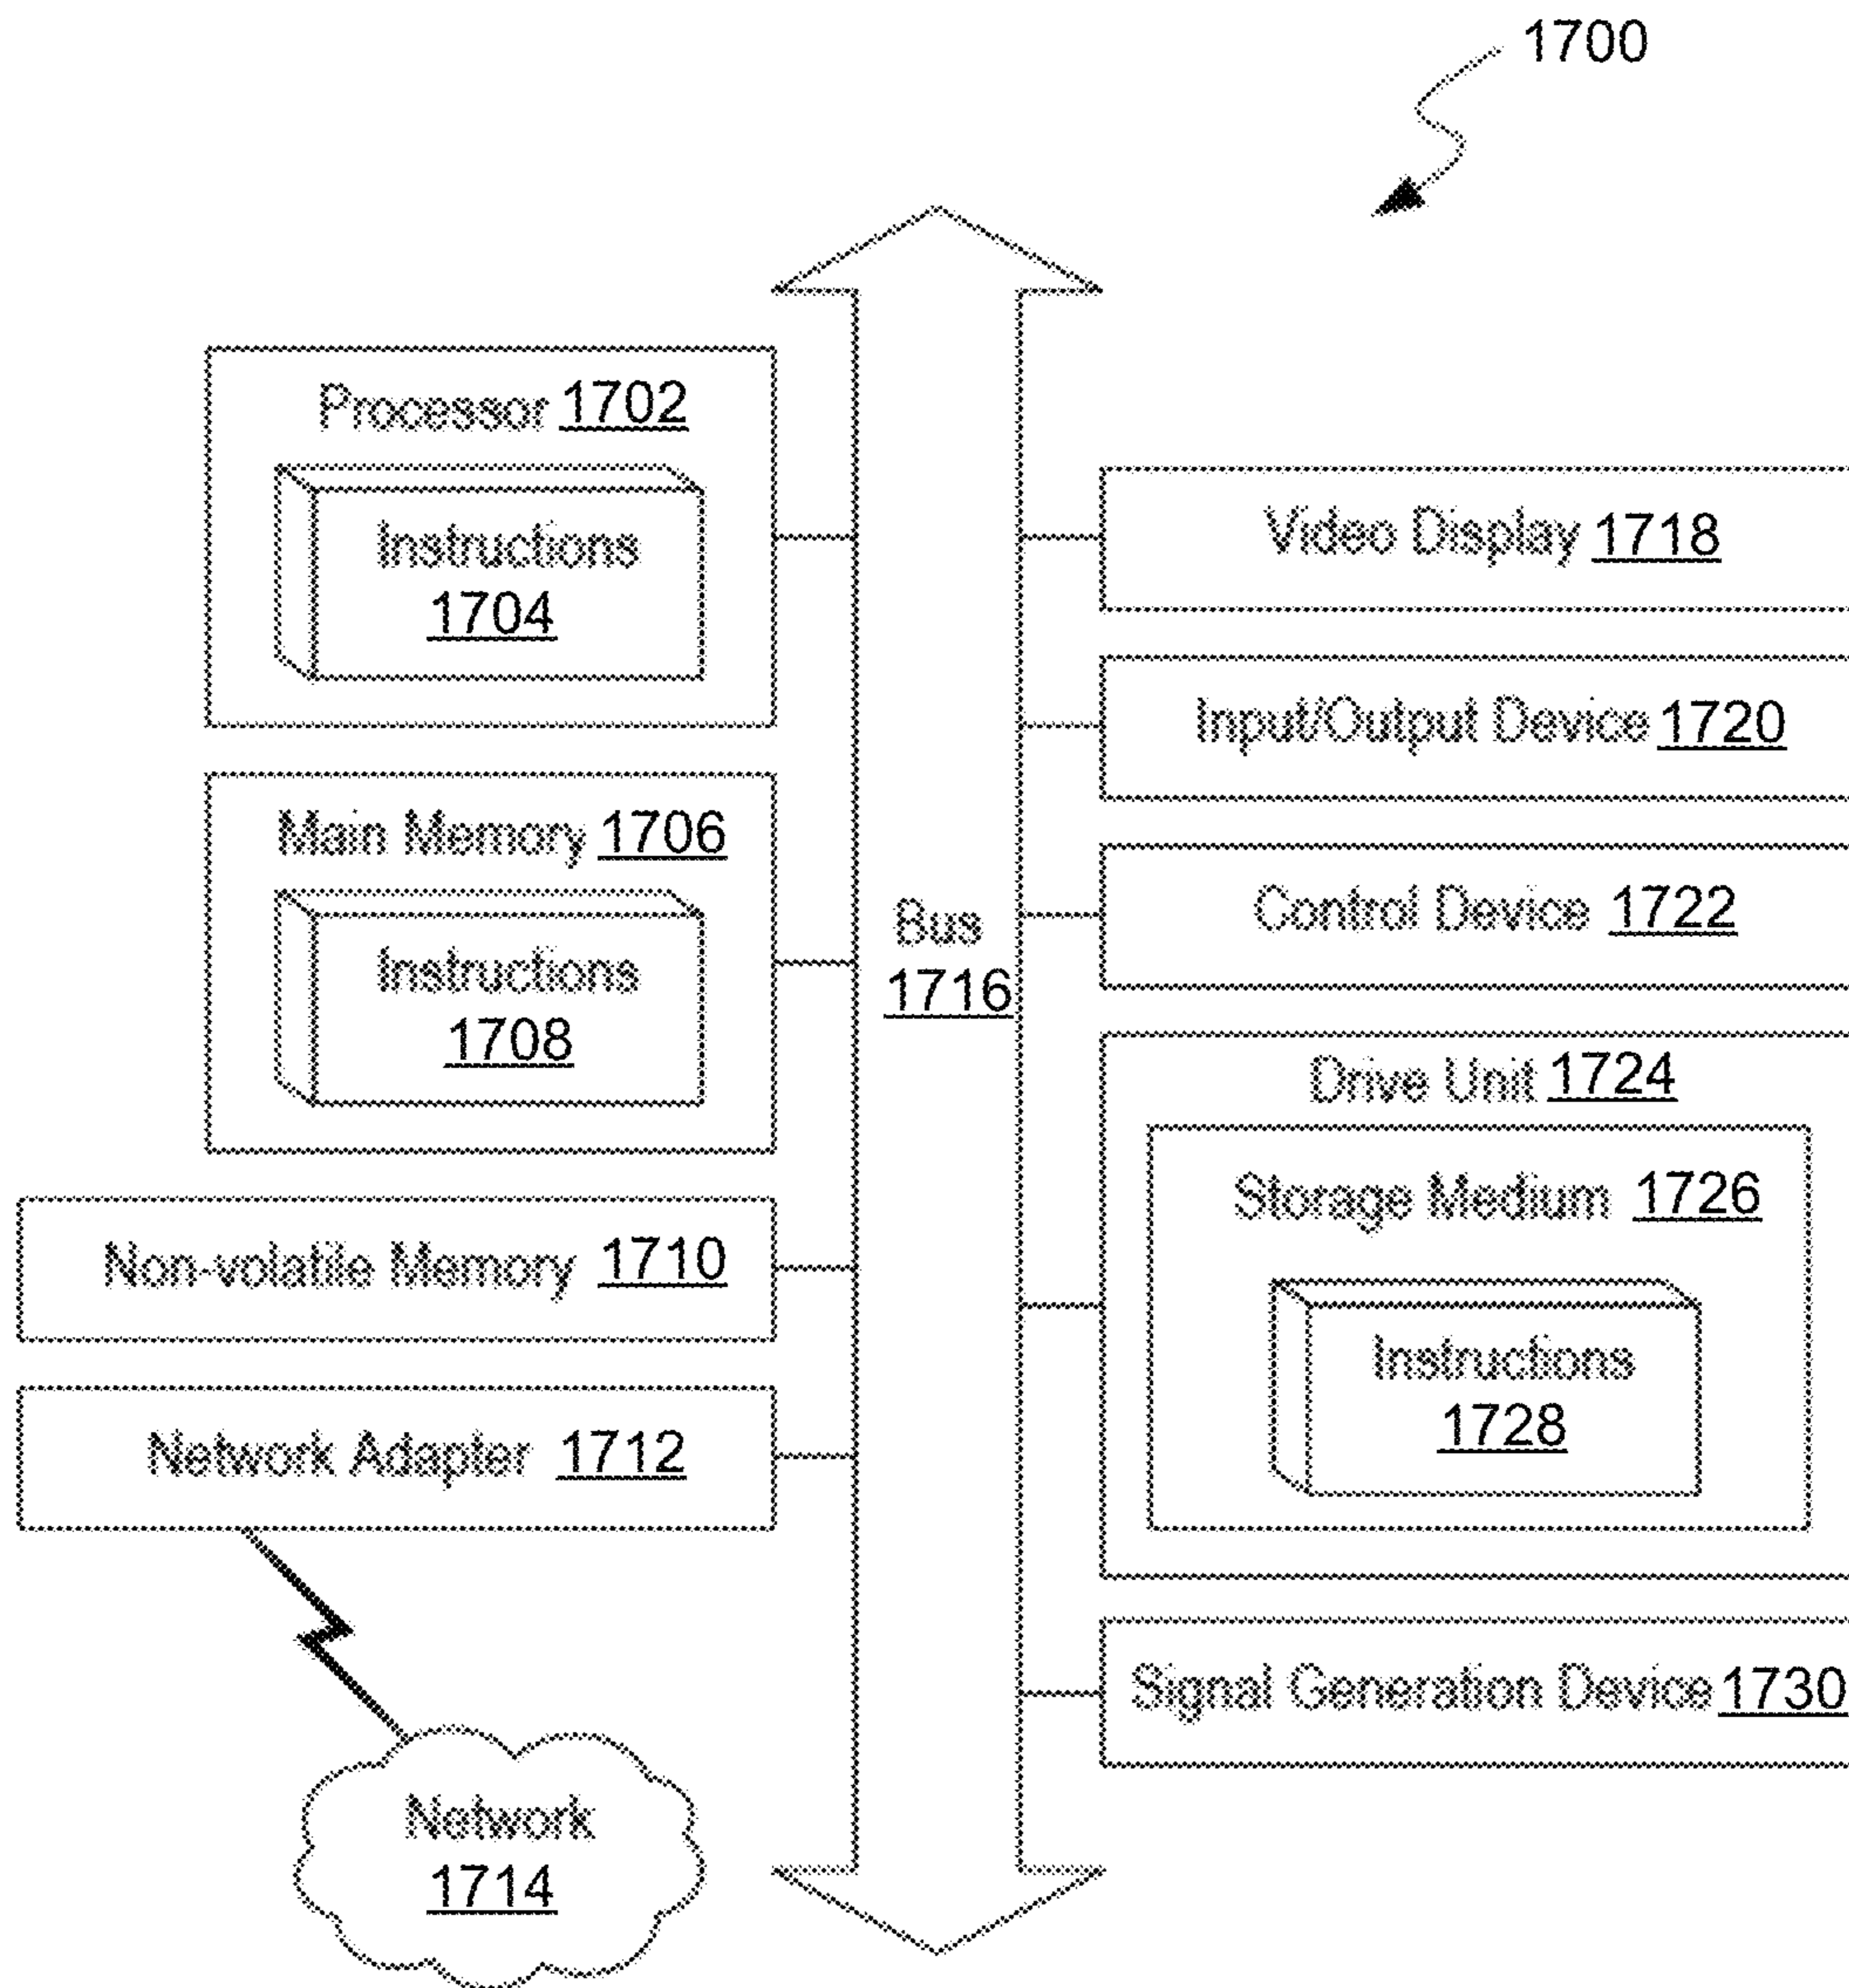 1700
Processor 1702
Instructions
1704
Main Memory 1706
Instructions
1708
Non-volatile Memory 1710
Network Adapter 1712
Network
1714
Bus
1716
Video Display 1718
Input/Output Device 1720
Control Device 1722
Drive Unit 1724
Storage Medium 1726
Instructions
1728
Signal Generation Device 1730